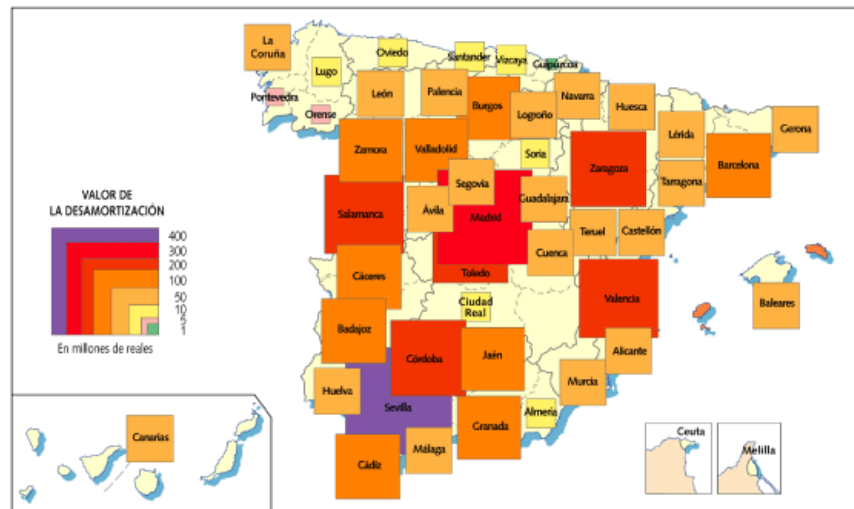 La
Coruña
Lugo
Oviedo
Santander
Vizcaya
Guipúzcoa
Pontevedra
Orense
León
Palencia
Burgos
Logroño
Navarra
Huesca
Lérida
Gerona
Zamora
Valladolid
Soria
Zaragoza
Tarragona
Barcelona
Salamanca
Ávila
Segovia
Madrid
Guadalajara
Teruel
Castellón
Cuenca
Toledo
Cáceres
Ciudad
Real
Valencia
Baleares
Badajoz
Córdoba
Jaén
Alicante
Murcia
Huelva
Sevilla
Almería
Granada
Málaga
Cádiz
VALOR DE
LA DESAMORTIZACIÓN
400
300
200
100
50
10
5
1
En millones de reales
Canarias
Ceuta
Melilla